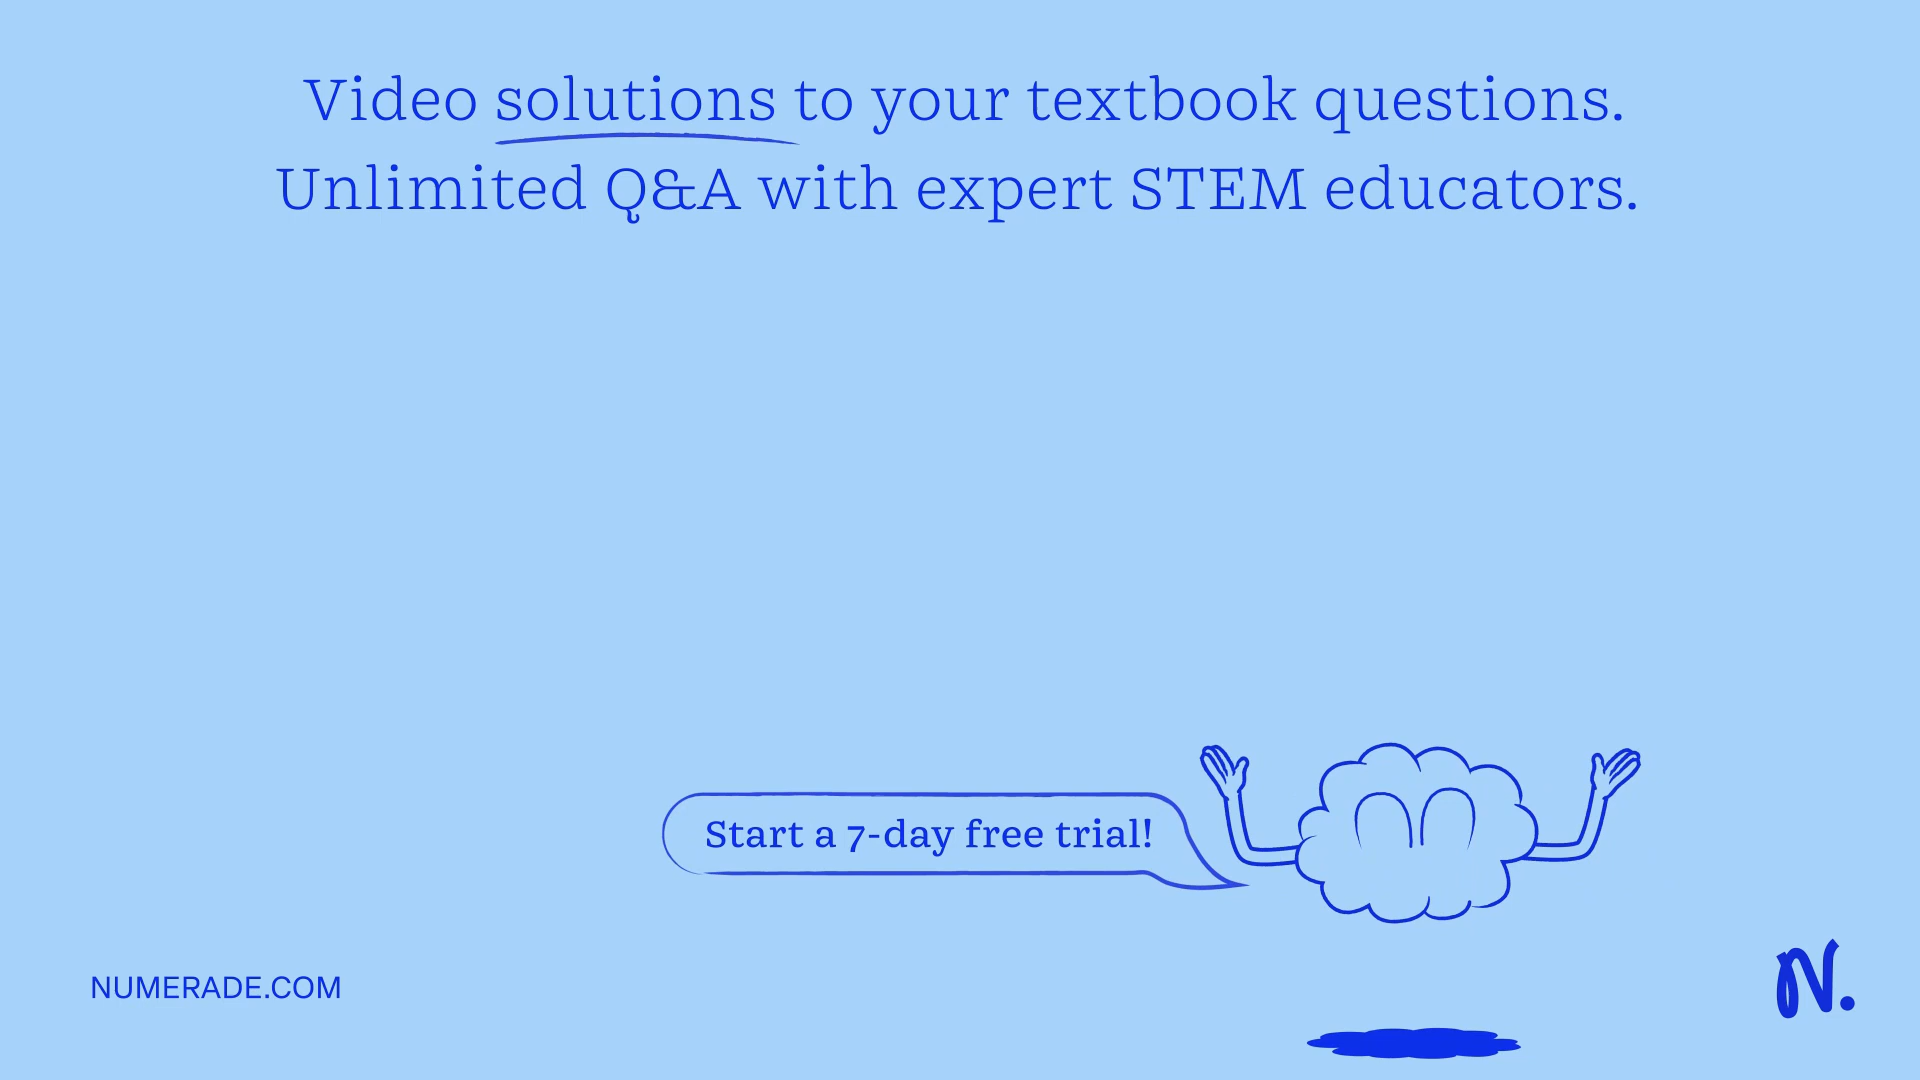 Video solutions to your textbook questions.
Unlimited Q&A with expert STEM educators.
Start a 7-day free trial!
NUMERADE.COM
N.